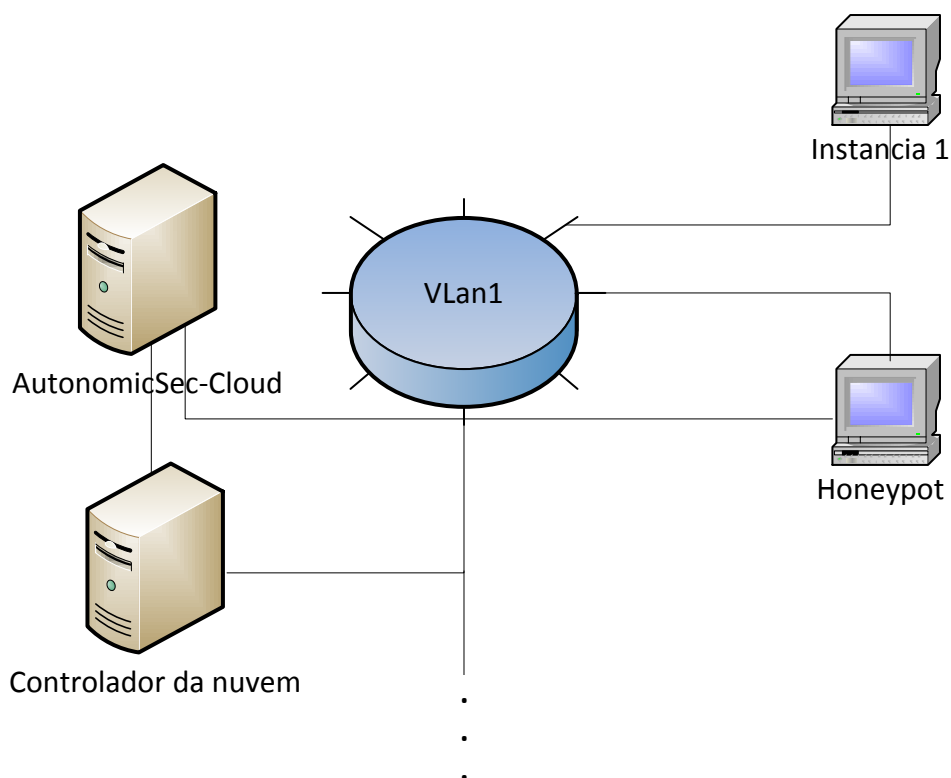 Instancia 1
VLan1
AutonomicSec-Cloud
Honeypot
Controlador da nuvem
.
.
.